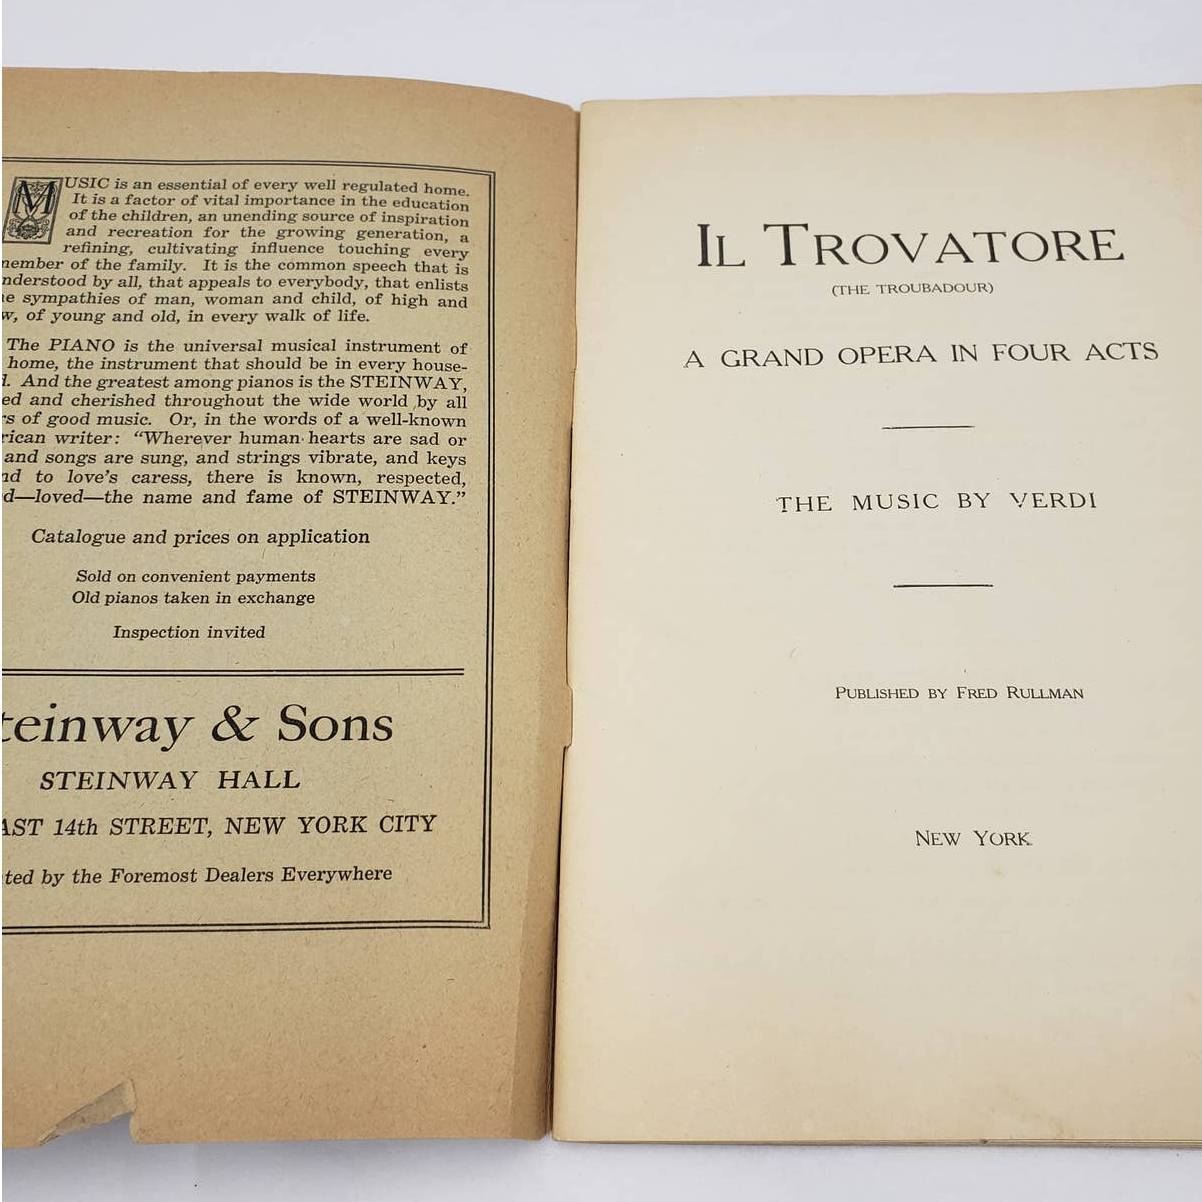 MUSIC is an essential of every well regulated home.
It is a factor of vital importance in the education
of the children, an unending source of inspiration
and recreation for the growing generation, a
refining, cultivating influence touching every
member of the family. It is the common speech that is
understood by all, that appeals to everybody, that enlists
sympathies of man, woman and child, of high and
of young and old, in every walk of life.
The PIANO is the universal musical instrument of
home, the instrument that should be in every house-
And the greatest among pianos is the STEINWAY,
and cherished throughout the wide world by all
of good music. Or, in the words of a well-known
writer: "Wherever human hearts are sad or
and songs are sung, and strings vibrate, and keys
to love's caress, there is known, respected,
—loved—the name and fame of STEINWAY."
Catalogue and prices on application
Sold on convenient payments
Old pianos taken in exchange
Inspection invited
Steinway & Sons
STEINWAY HALL
EAST 14th STREET, NEW YORK CITY
by the Foremost Dealers Everywhere
IL TROVATORE
(THE TROUBADOUR)
A GRAND OPERA IN FOUR ACTS
THE MUSIC BY VERDI
PUBLISHED BY FRED RULLMAN
NEW YORK